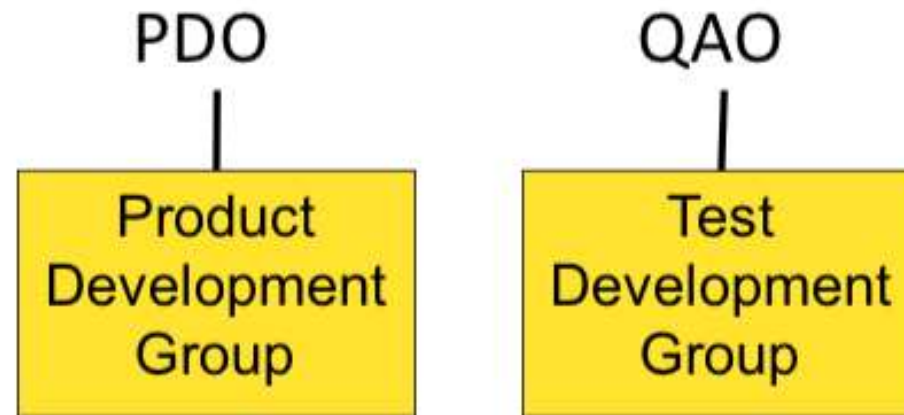 PDO
Product
Development
Group
QAO
Test
Development
Group